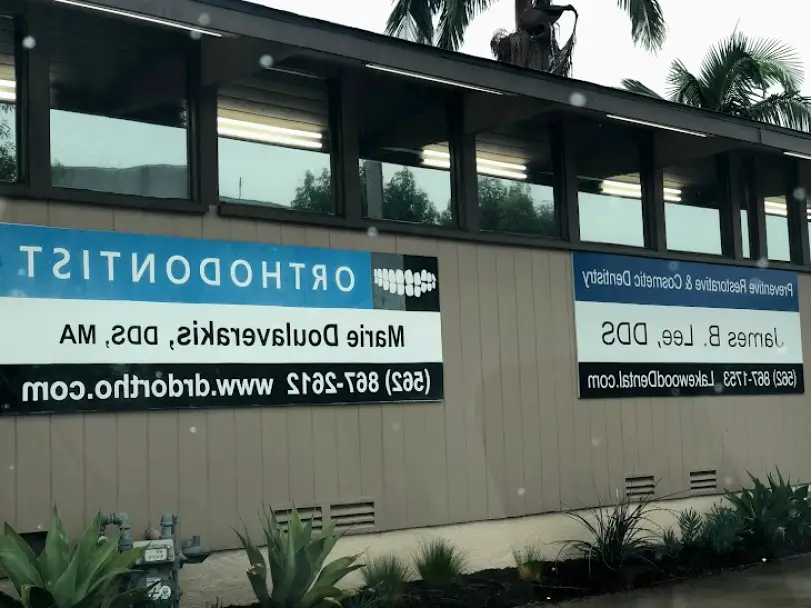 ORTHODONTIST
Marie Doulaverakis, DDS, MA
(562) 867-2612 www.drdortho.com
Preventive Restorative & Cosmetic Dentistry
James B. Lee, DDS
(562) 867-1753 LakewoodDental.com